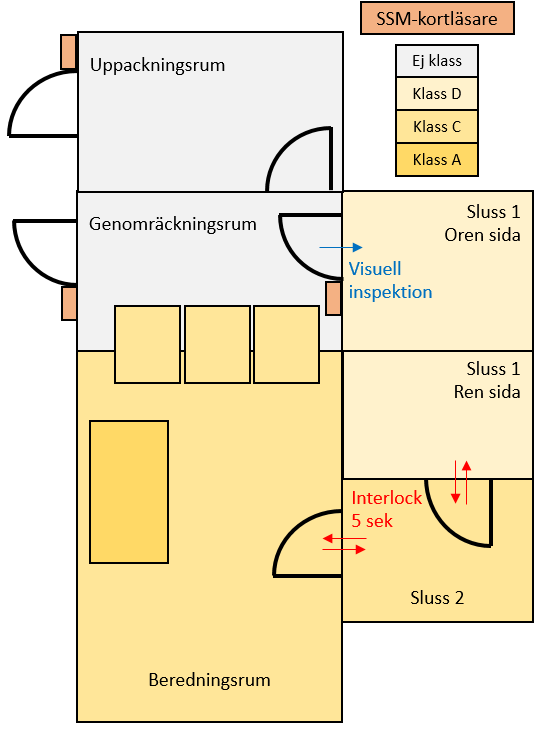 SSM-kortläsare
Ej klass
Klass D
Klass C
Klass A
Uppackningsrum
Genomräckningsrum
Sluss 1
Oren sida
Visuell
inspektion
Sluss 1
Ren sida
Interlock
5 sek
Sluss 2
Beredningsrum